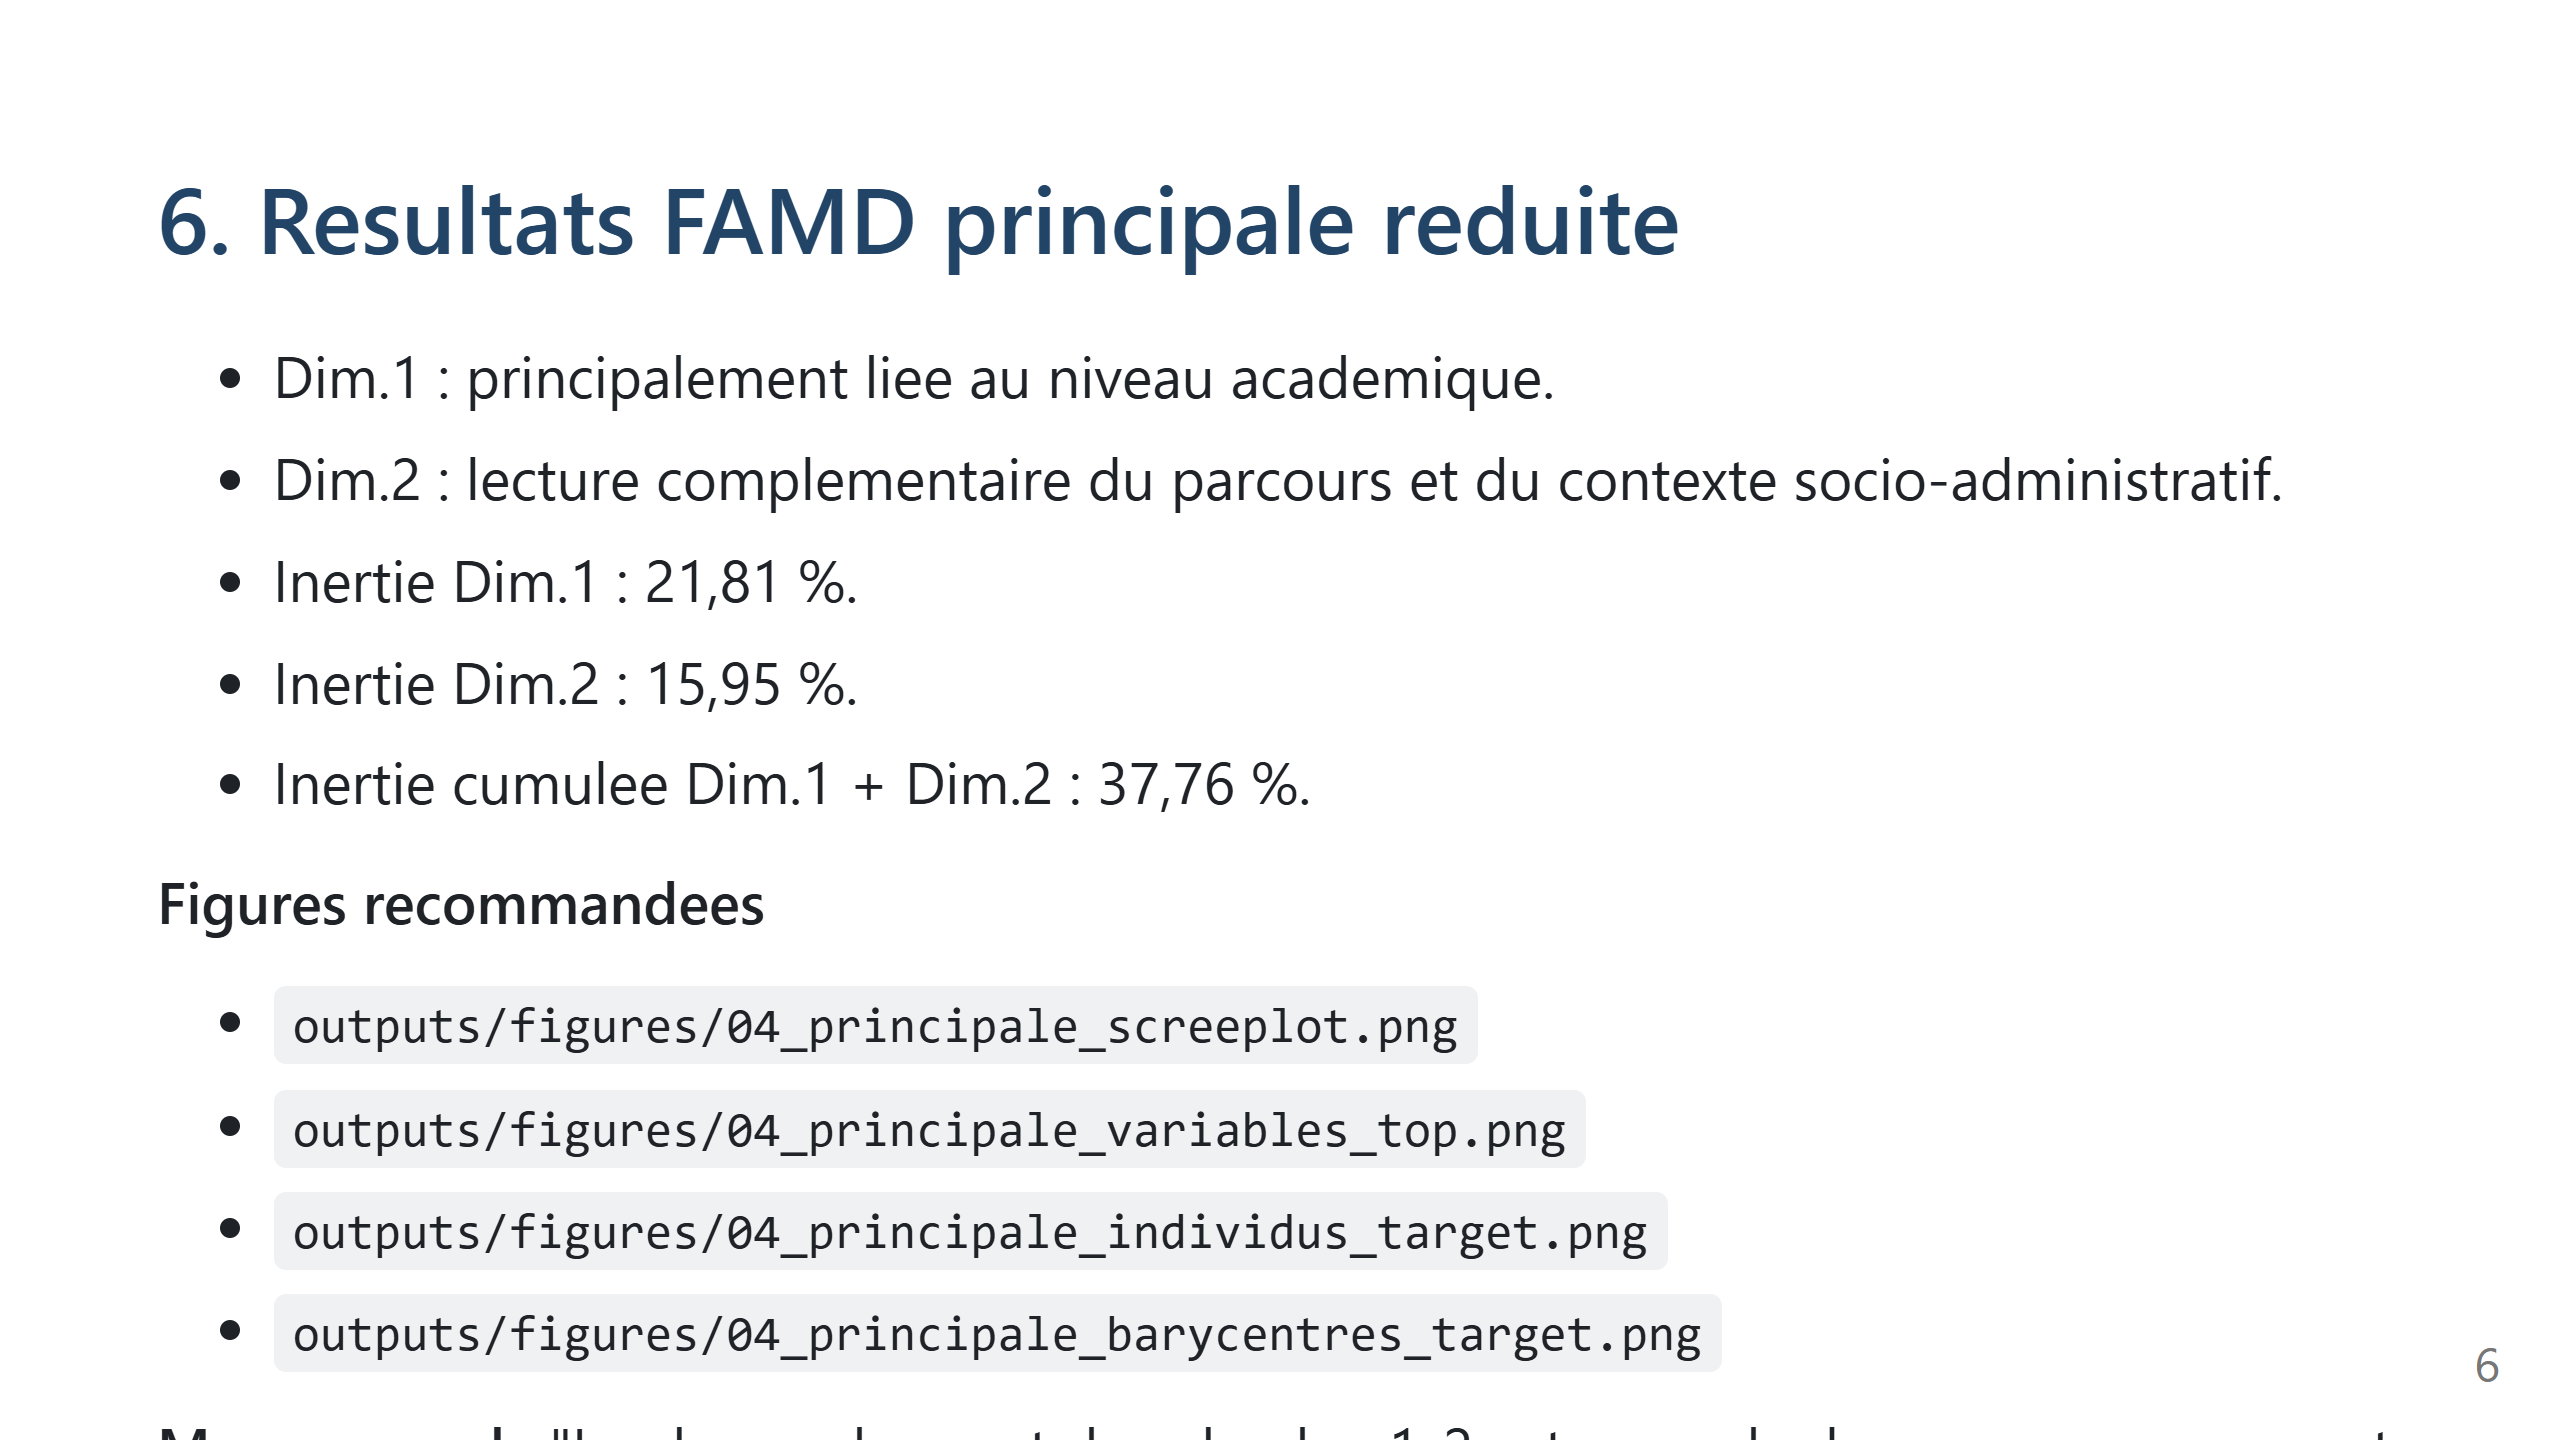 6. Resultats FAMD principale reduite
• Dim.1 : principalement liee au niveau academique.
• Dim.2 : lecture complementaire du parcours et du contexte socio-administratif.
• Inertie Dim.1 : 21,81 %.
• Inertie Dim.2 : 15,95 %.
• Inertie cumulee Dim.1 + Dim.2 : 37,76 %.
Figures recommandees
• outputs/figures/04_principale_screeplot.png
• outputs/figures/04_principale_variables_top.png
• outputs/figures/04_principale_individus_target.png
• outputs/figures/04_principale_barycentres_target.png
6